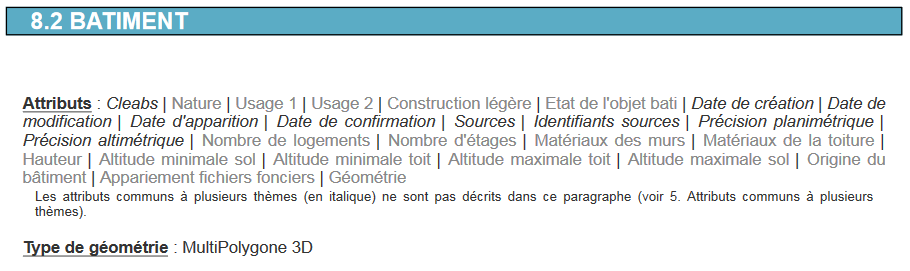 8.2 BATIMENT
Attributs : Cleabs | Nature | Usage 1 | Usage 2 | Construction légère | Etat de l'objet bati | Date de création | Date de
modification | Date d'apparition | Date de confirmation | Sources | Identifiants sources | Précision planimétrique |
Précision altimétrique | Nombre de logements | Nombre d'étages | Matériaux des murs | Matériaux de la toiture |
Hauteur | Altitude minimale sol | Altitude minimale toit | Altitude maximale toit | Altitude maximale sol | Origine du
bâtiment | Appariement fichiers fonciers | Géométrie
Les attributs communs à plusieurs thèmes (en italique) ne sont pas décrits dans ce paragraphe (voir 5. Attributs communs à plusieurs
thèmes).
Type de géométrie : MultiPolygone 3D